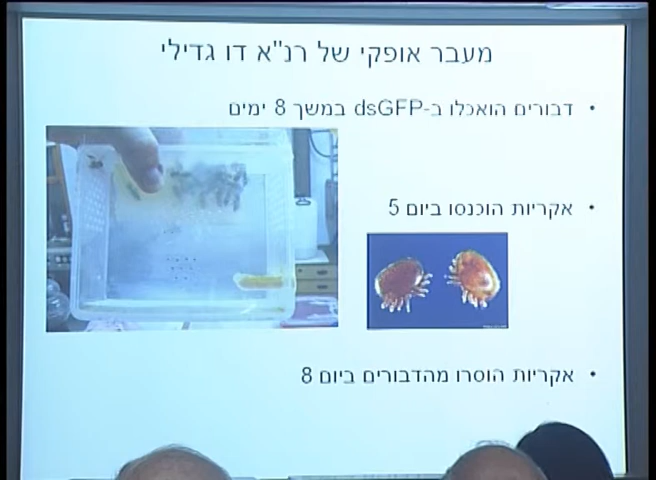 מעבר אופקי של רנ"א דו גדילי
• דבורים הואכלו ב-dsGFP במשך 8 ימים
• אקריות הוכנסו ביום 5
• אקריות הוסרו מהדבורים ביום 8